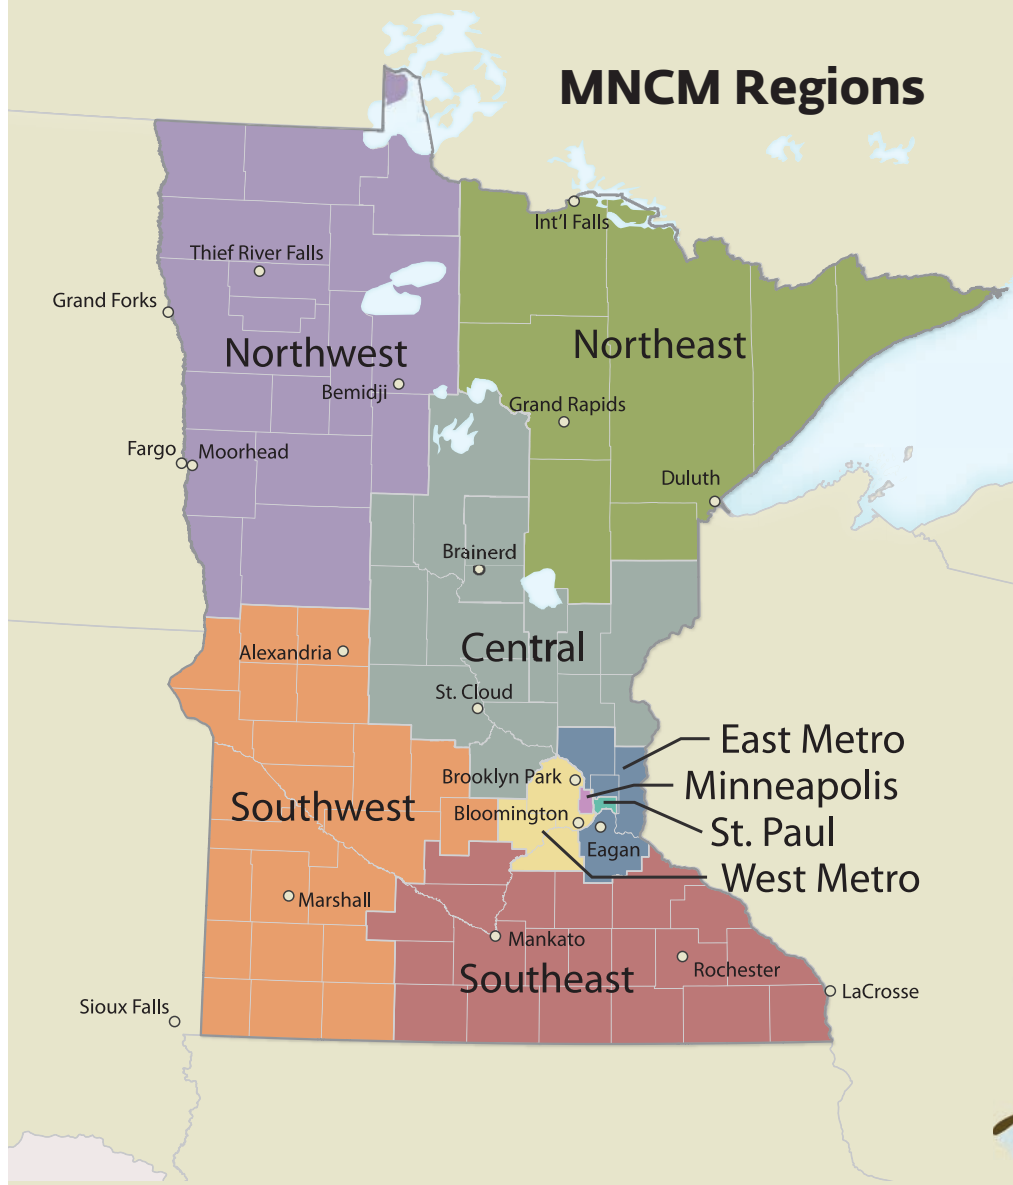 MNCM Regions
Int'l Falls
Thief River Falls
Grand Forks
Northwest
Northeast
Bemidji
Grand Rapids
Fargo
Moorhead
Duluth
Brainerd
Central
Alexandria
St. Cloud
East Metro
Brooklyn Park
Minneapolis
Southwest
Bloomington
St. Paul
Eagan
West Metro
Marshall
Mankato
Rochester
Southeast
LaCrosse
Sioux Falls